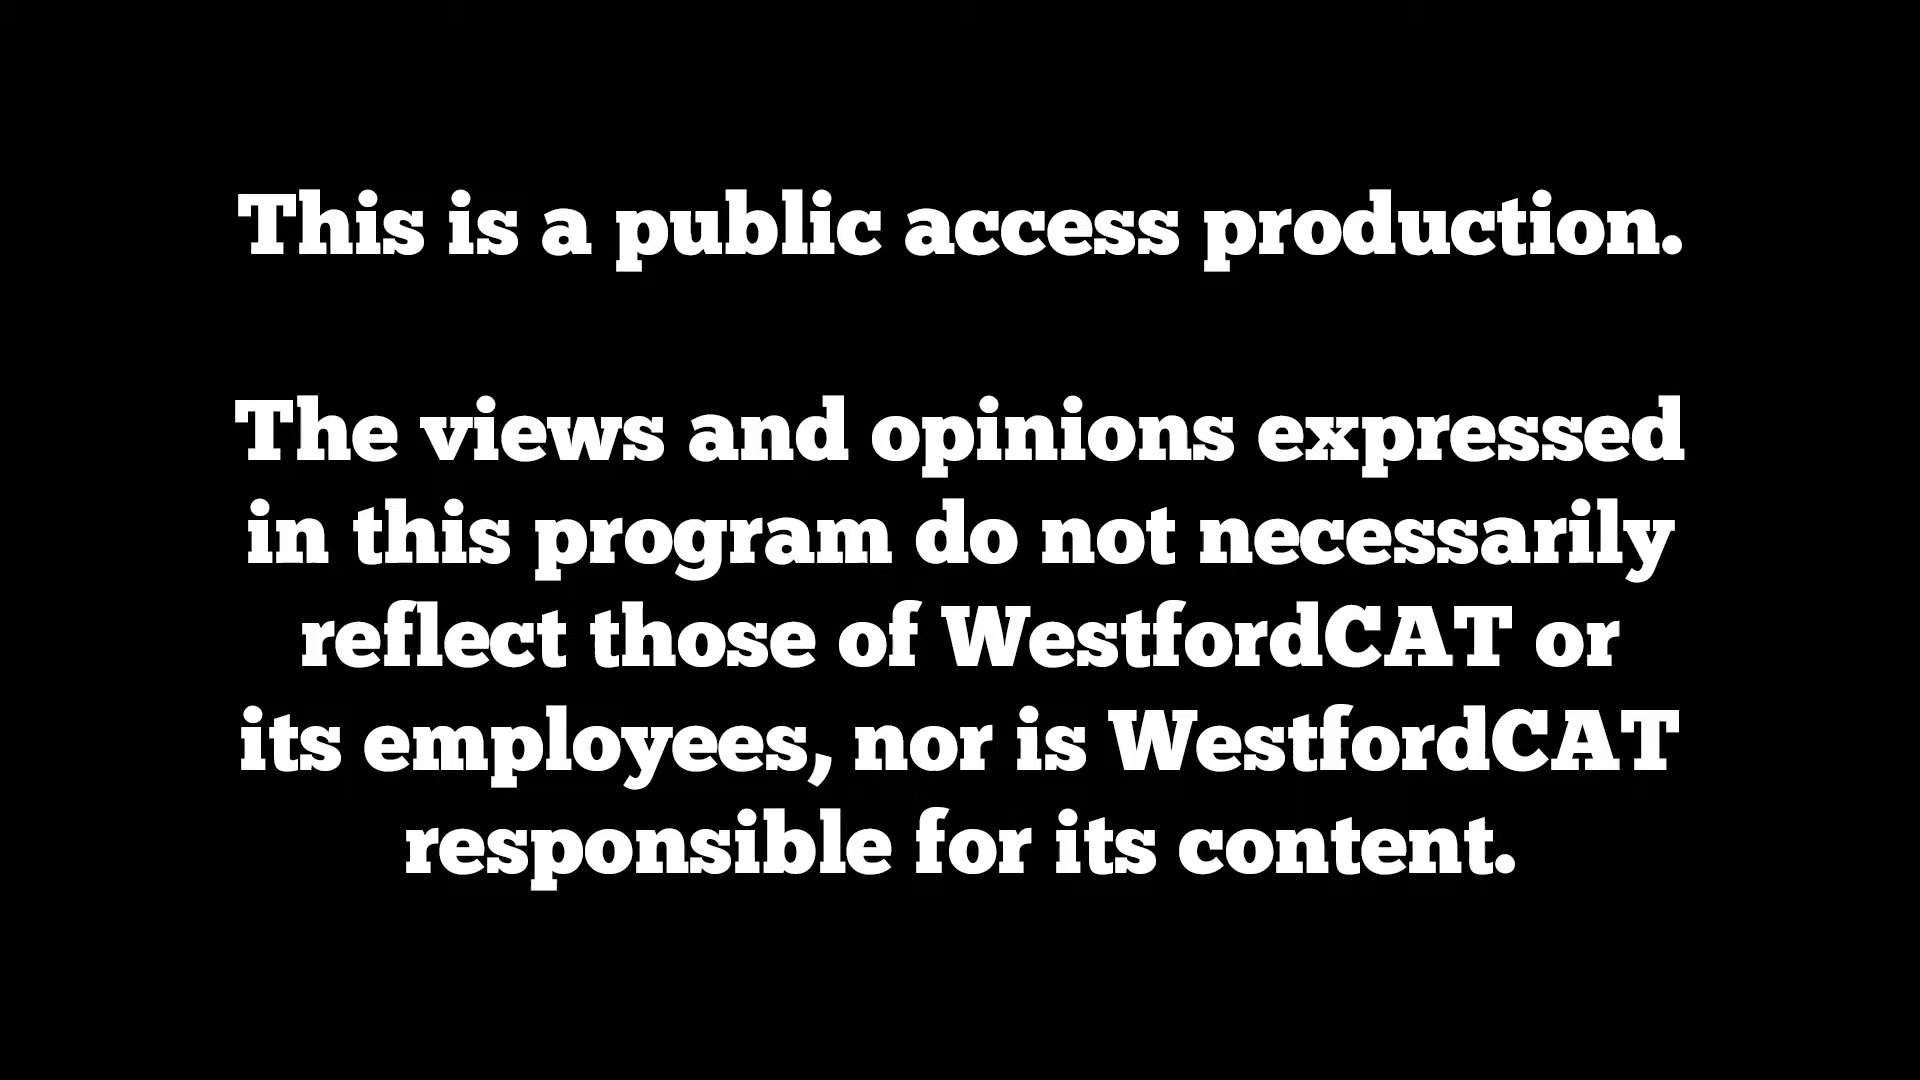 This is a public access production.
The views and opinions expressed
in this program do not necessarily
reflect those of WestfordCAT or
its employees, nor is WestfordCAT
responsible for its content.